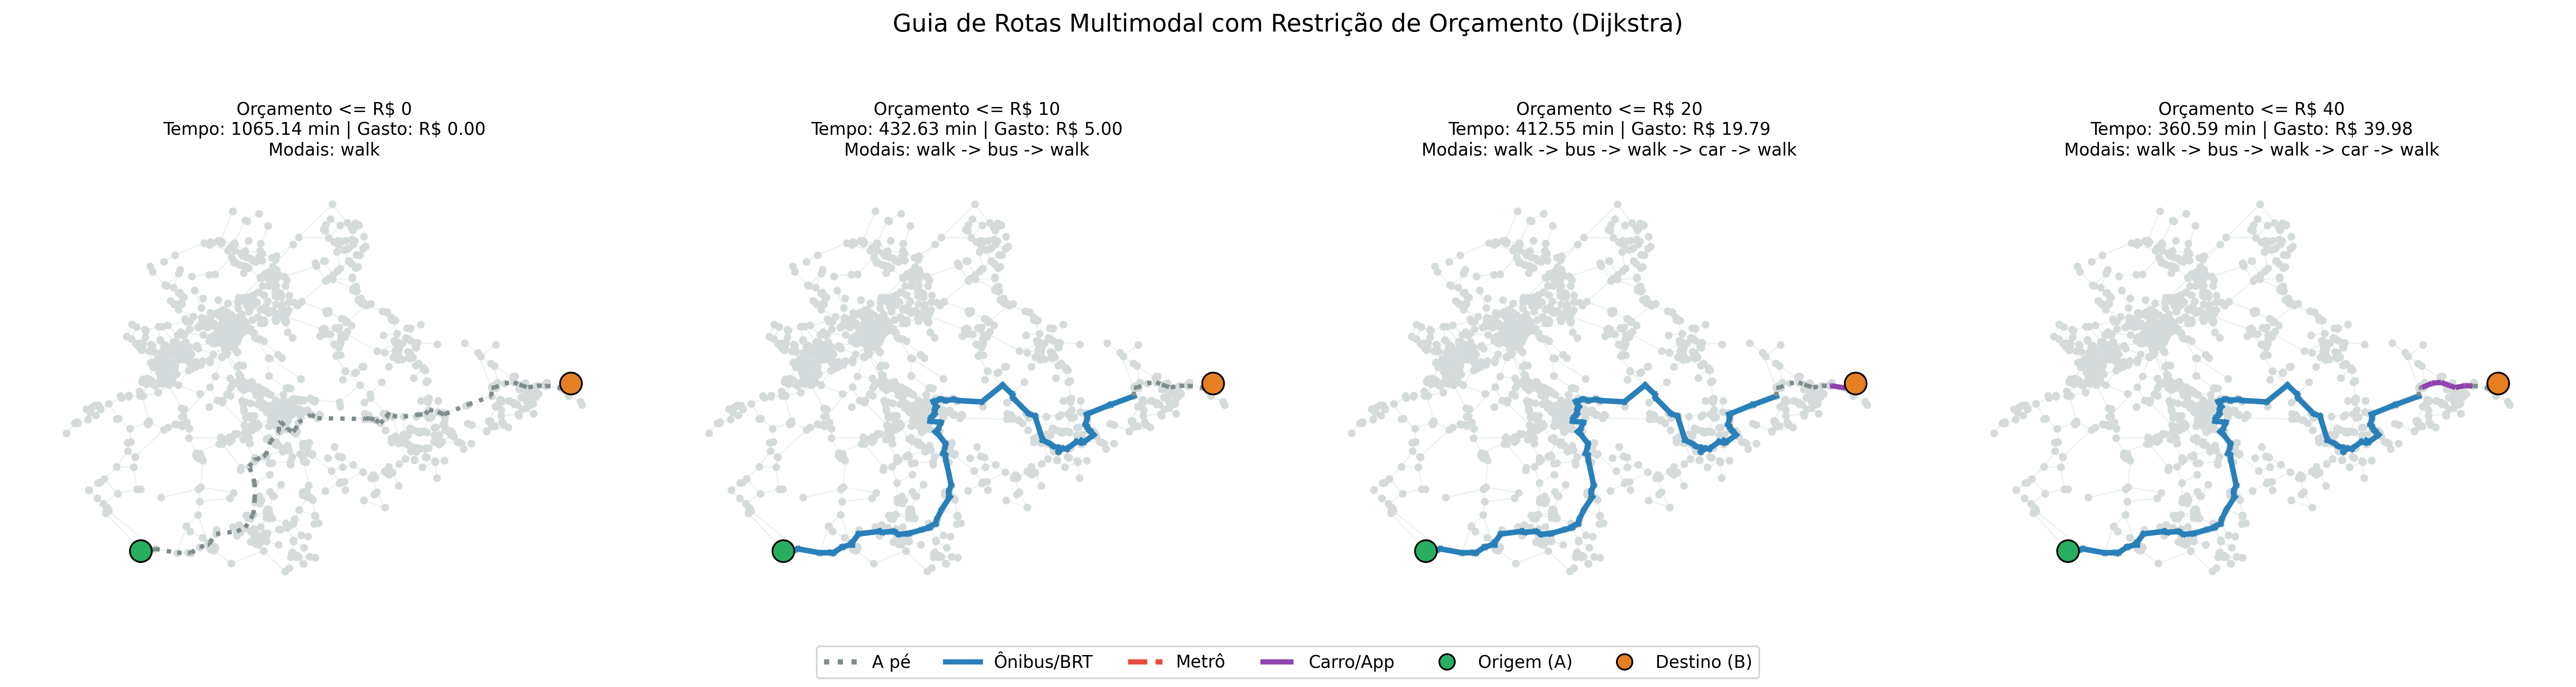 Guia de Rotas Multimodal com Restrição de Orçamento (Dijkstra)
Orçamento <= R$ 0
Tempo: 1065.14 min | Gasto: R$ 0.00
Modais: walk
Orçamento <= R$ 10
Tempo: 432.63 min | Gasto: R$ 5.00
Modais: walk -> bus -> walk
Orçamento <= R$ 20
Tempo: 412.55 min | Gasto: R$ 19.79
Modais: walk -> bus -> walk -> car -> walk
Orçamento <= R$ 40
Tempo: 360.59 min | Gasto: R$ 39.98
Modais: walk -> bus -> walk -> car -> walk
A pé
Ônibus/BRT
Metrô
Carro/App
Origem (A)
Destino (B)